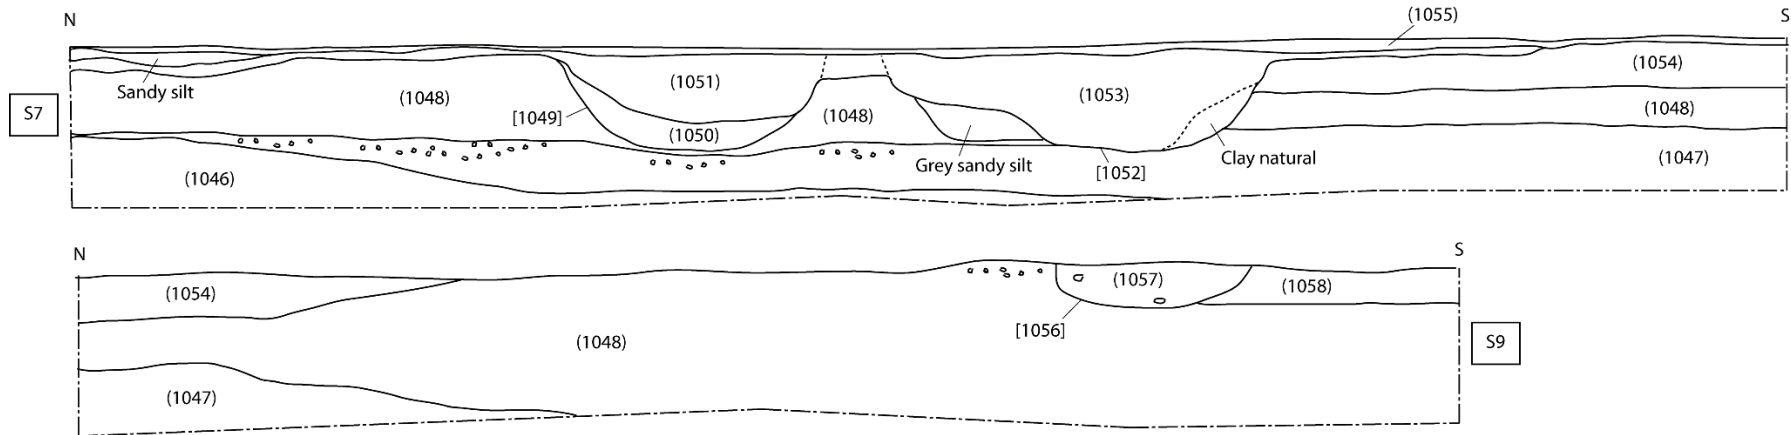 N
(1055)
S
Sandy silt
S7
(1048)
[1049]
(1051)
(1050)
(1048)
(1053)
(1054)
(1048)
Grey sandy silt
[1052]
Clay natural
(1046)
(1047)
N
S
(1054)
(1057)
(1058)
[1056]
(1048)
S9
(1047)